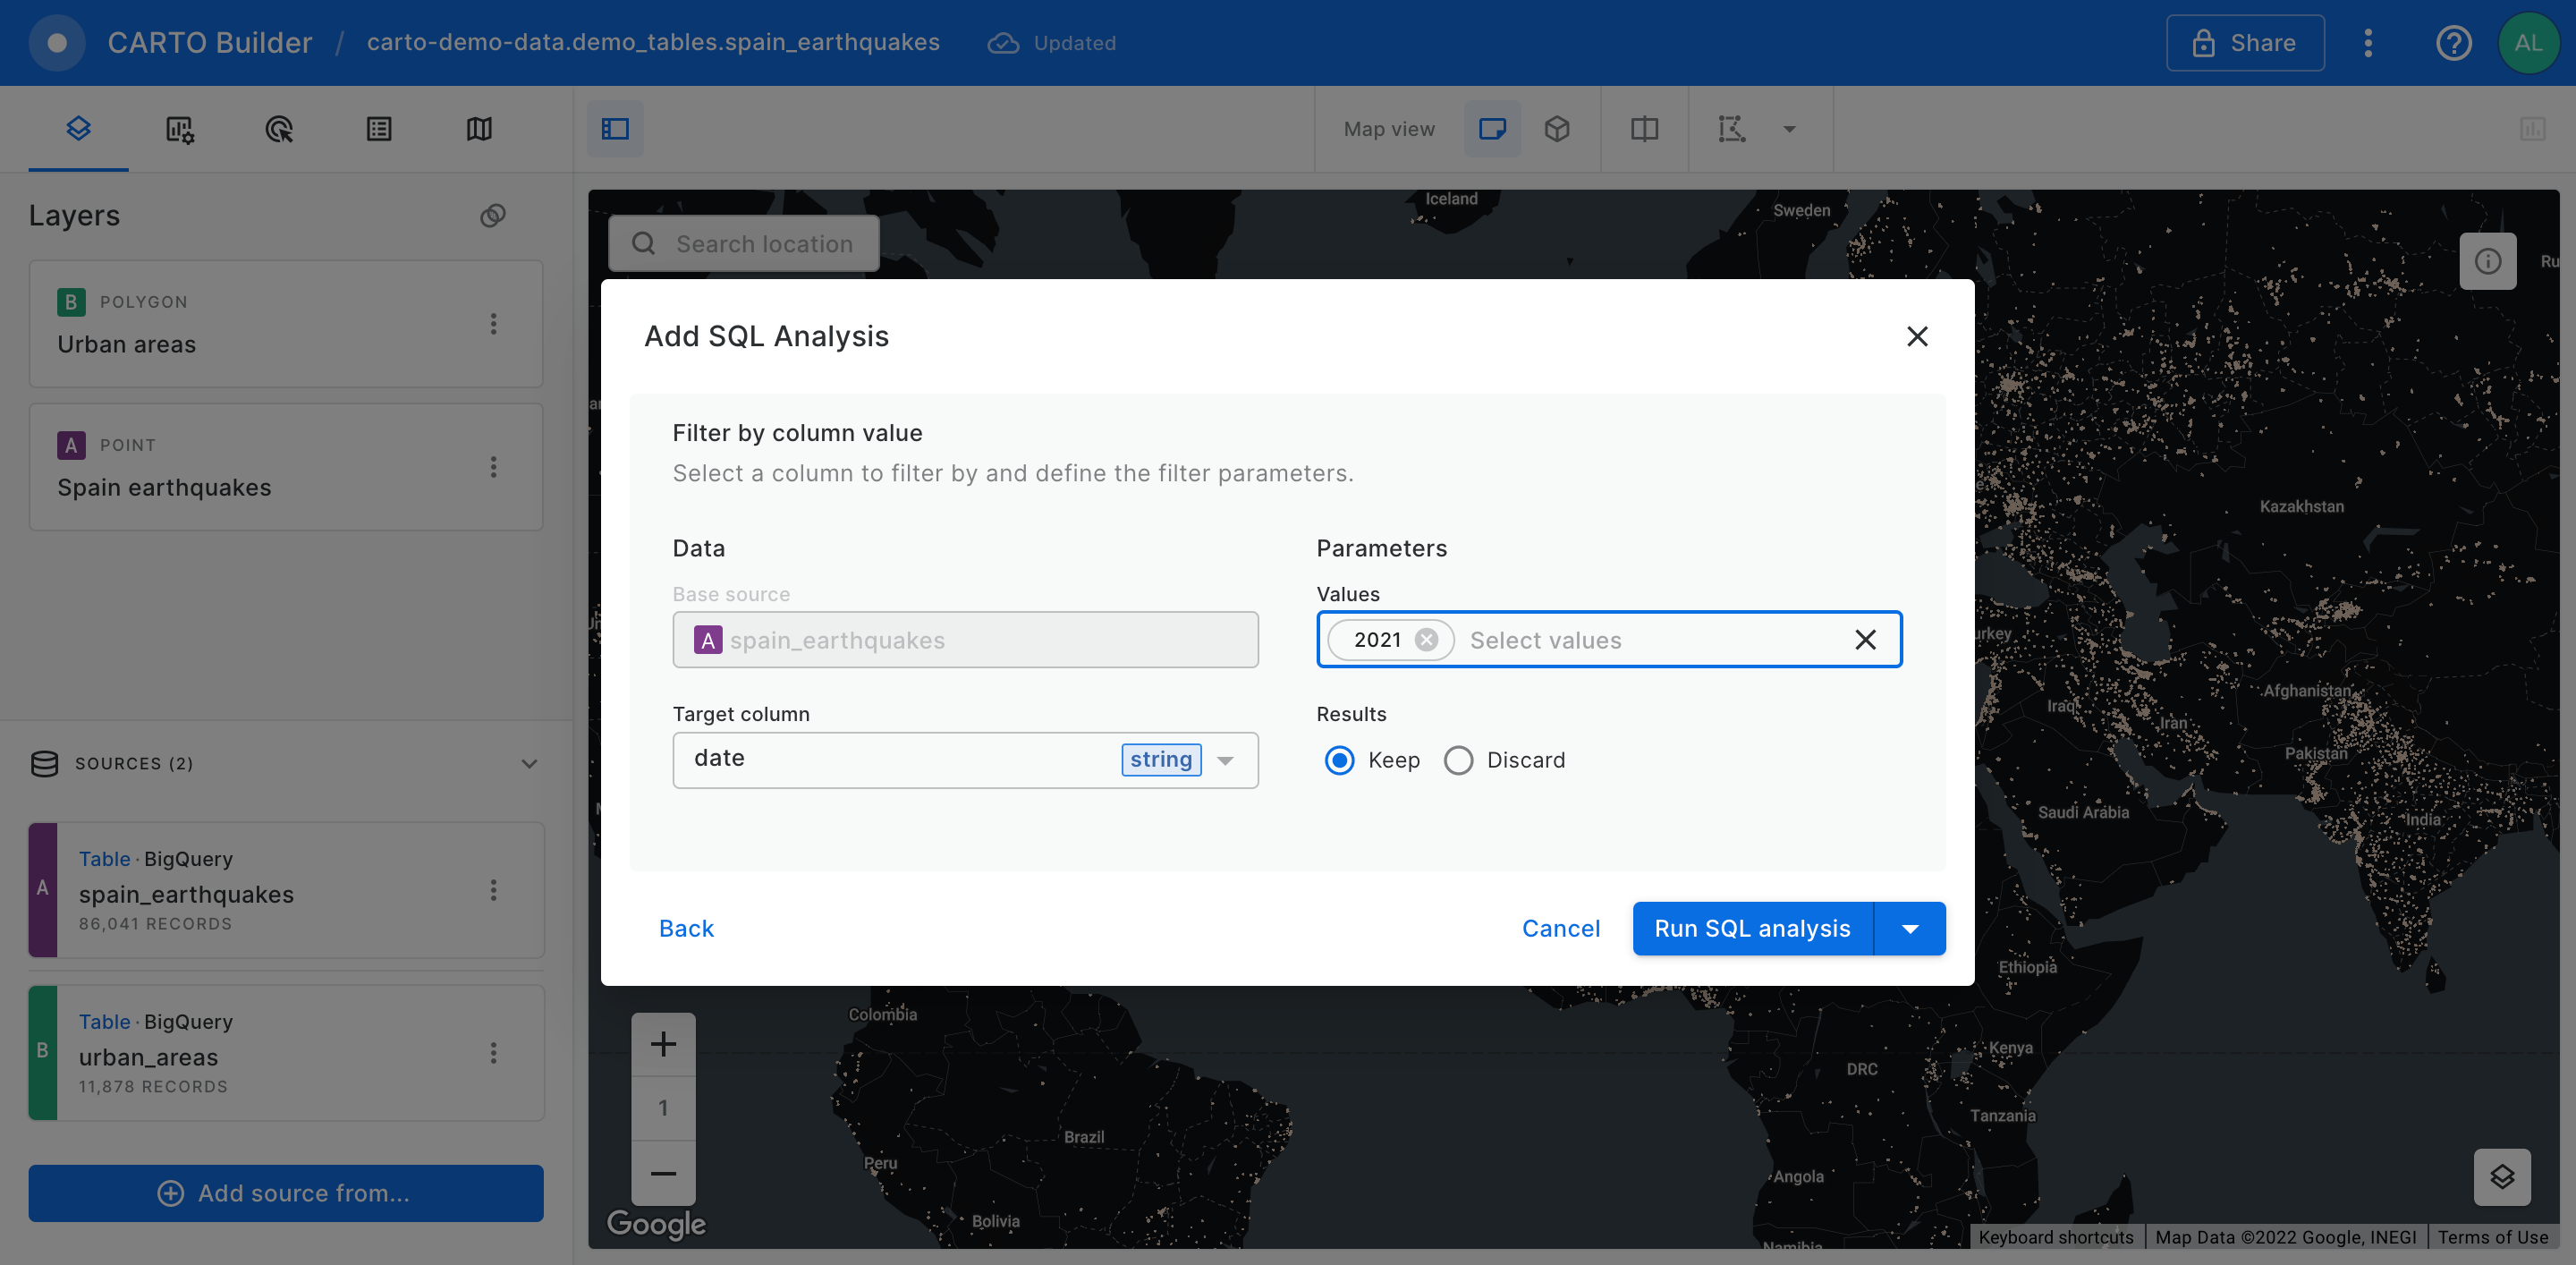 CARTO Builder / carto-demo-data.demo_tables.spain_earthquakes Updated
Share
AL
Map view
Layers
B POLYGON
Urban areas
A POINT
Spain earthquakes
SOURCES (2)
A
Table · BigQuery
spain_earthquakes
86,041 RECORDS
B
Table · BigQuery
urban_areas
11,878 RECORDS
Add source from...
Search location
Iceland
Sweden
Ru
Add SQL Analysis
Filter by column value
Select a column to filter by and define the filter parameters.
Data
Base source
A spain_earthquakes
Target column
date string
Parameters
Values
2021 Select values
Results
Keep Discard
Back
Cancel
Run SQL analysis
Kazakhstan
urkey
Afghanistan
Iraq
Iran
Pakistan
Saudi Arabia
India
Ethiopia
Colombia
Kenya
DRC
Tanzania
Brazil
Peru
Angola
Bolivia
Namibia
1
Google
Keyboard shortcuts
Map Data ©2022 Google, INEGI
Terms of Use